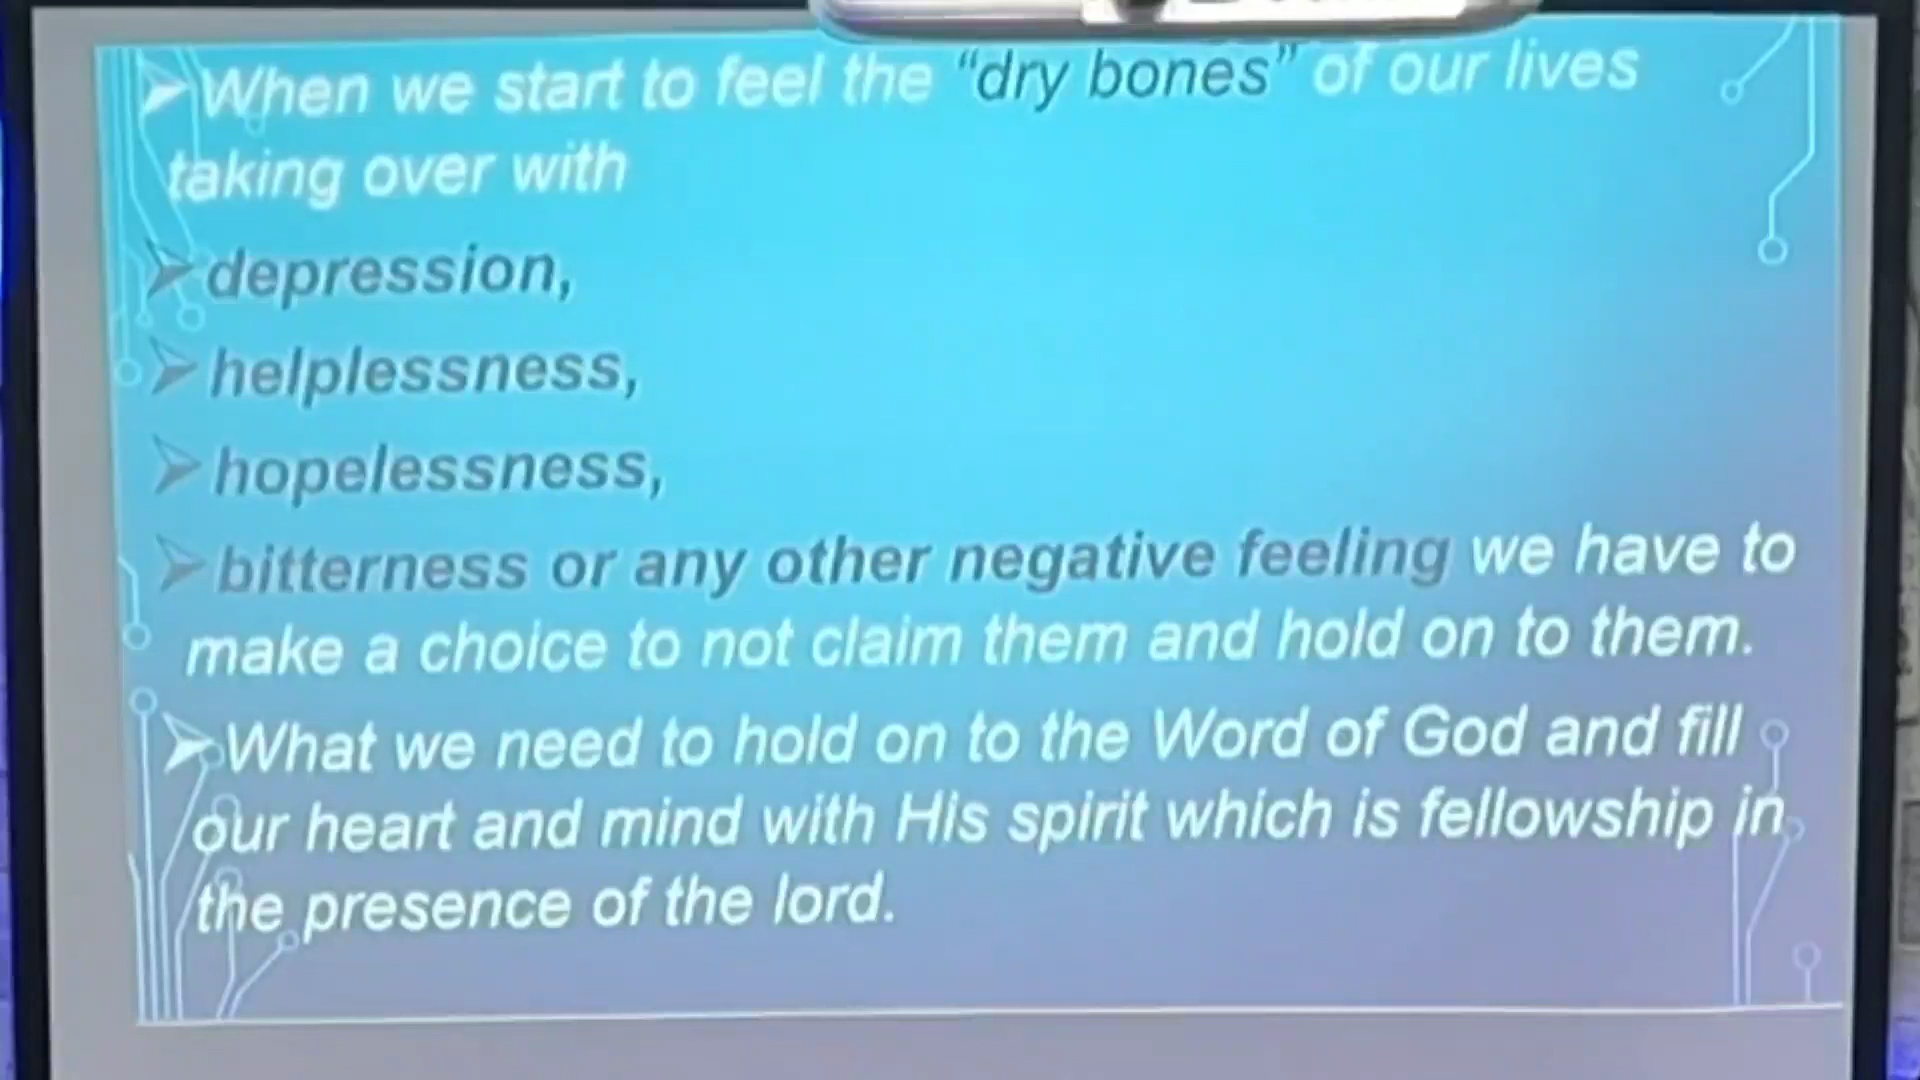 When we start to feel the “dry bones” of our lives
taking over with
depression,
helplessness,
hopelessness,
bitterness or any other negative feeling we have to
make a choice to not claim them and hold on to them.
What we need to hold on to the Word of God and fill
our heart and mind with His spirit which is fellowship in
the presence of the lord.